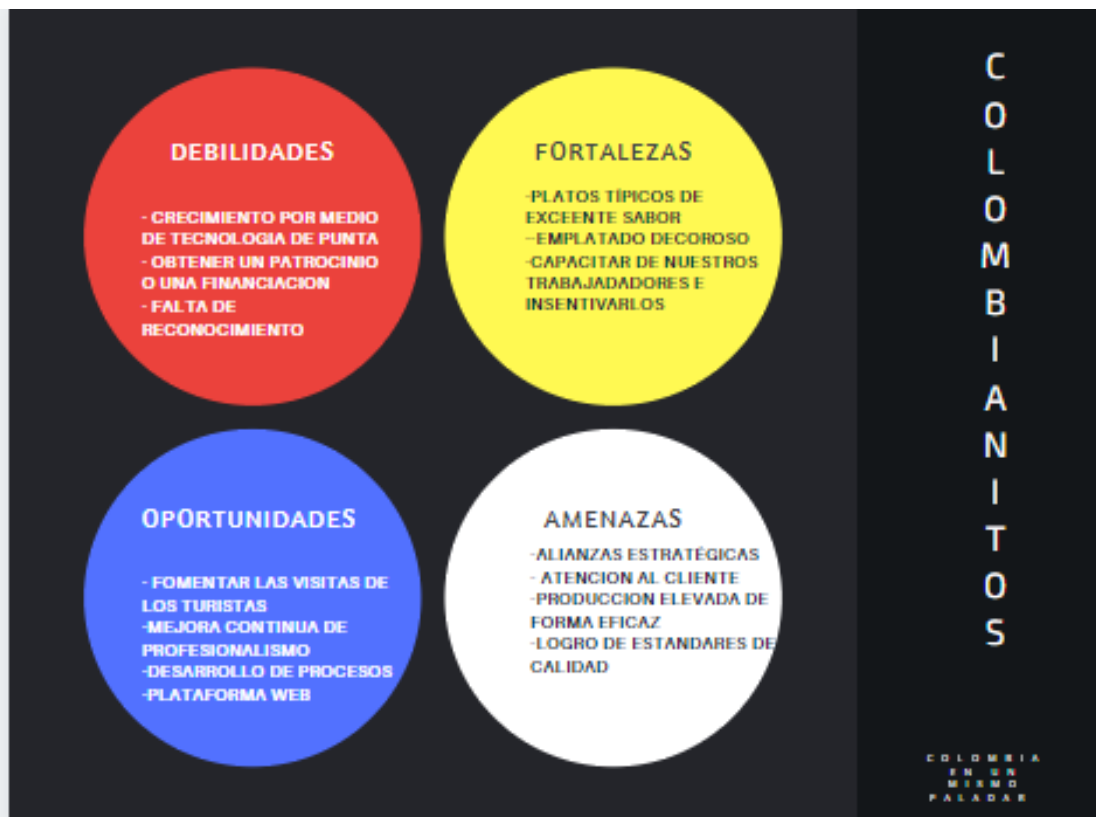 DEBILIDADES
- CRECIMIENTO POR MEDIO
DE TECNOLOGIA DE PUNTA
- OBTENER UN PATROCINIO
O UNA FINANCIACION
- FALTA DE
RECONOCIMIENTO
FORTALEZAS
-PLATOS TÍPICOS DE
EXCEENTE SABOR
--EMPLATADO DECOROSO
-CAPACITAR DE NUESTROS
TRABAJADADORES E
INSENTIVARLOS
OPORTUNIDADES
- FOMENTAR LAS VISITAS DE
LOS TURISTAS
-MEJORA CONTINUA DE
PROFESIONALISMO
-DESARROLLO DE PROCESOS
-PLATAFORMA WEB
AMENAZAS
-ALIANZAS ESTRATÉGICAS
- ATENCION AL CLIENTE
-PRODUCCION ELEVADA DE
FORMA EFICAZ
-LOGRO DE ESTANDARES DE
CALIDAD
COLOMBIANITOS
COLOMBIA
EN UN
MISMO
PALADAR